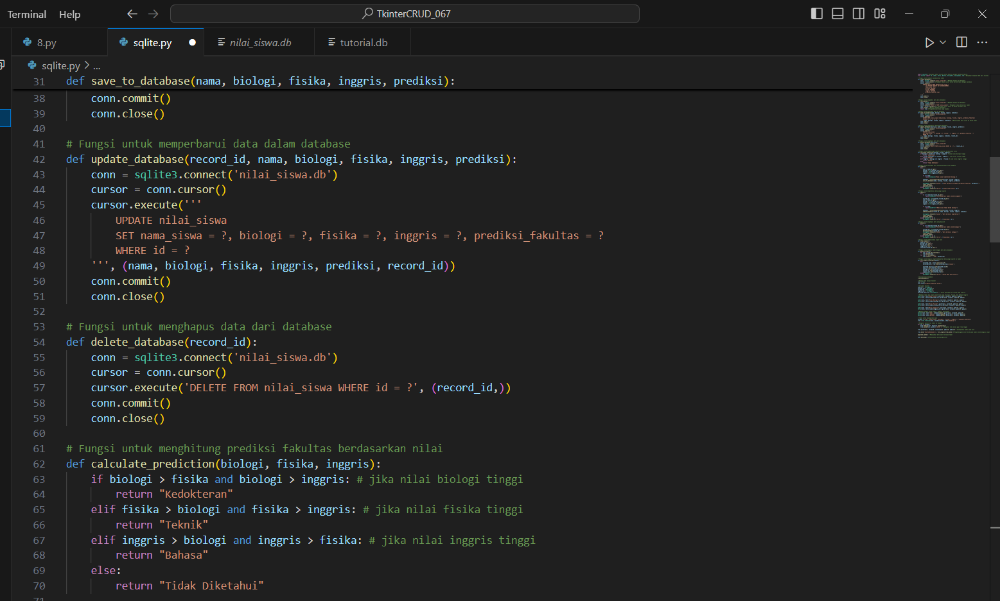 Terminal Help TkinterCRUD_067
8.py sqlite.py nilai_siswa.db tutorial.db
sqlite.py > ...
31 def save_to_database(nama, biologi, fisika, inggris, prediksi):
38 conn.commit()
39 conn.close()
40
41 # Fungsi untuk memperbarui data dalam database
42 def update_database(record_id, nama, biologi, fisika, inggris, prediksi):
43 conn = sqlite3.connect('nilai_siswa.db')
44 cursor = conn.cursor()
45 cursor.execute('''
46 UPDATE nilai_siswa
47 SET nama_siswa = ?, biologi = ?, fisika = ?, inggris = ?, prediksi_fakultas = ?
48 WHERE id = ?
49 ''', (nama, biologi, fisika, inggris, prediksi, record_id))
50 conn.commit()
51 conn.close()
52
53 # Fungsi untuk menghapus data dari database
54 def delete_database(record_id):
55 conn = sqlite3.connect('nilai_siswa.db')
56 cursor = conn.cursor()
57 cursor.execute('DELETE FROM nilai_siswa WHERE id = ?', (record_id,))
58 conn.commit()
59 conn.close()
60
61 # Fungsi untuk menghitung prediksi fakultas berdasarkan nilai
62 def calculate_prediction(biologi, fisika, inggris):
63 if biologi > fisika and biologi > inggris: # jika nilai biologi tinggi
64 return "Kedokteran"
65 elif fisika > biologi and fisika > inggris: # jika nilai fisika tinggi
66 return "Teknik"
67 elif inggris > biologi and inggris > fisika: # jika nilai inggris tinggi
68 return "Bahasa"
69 else:
70 return "Tidak Diketahui"
71